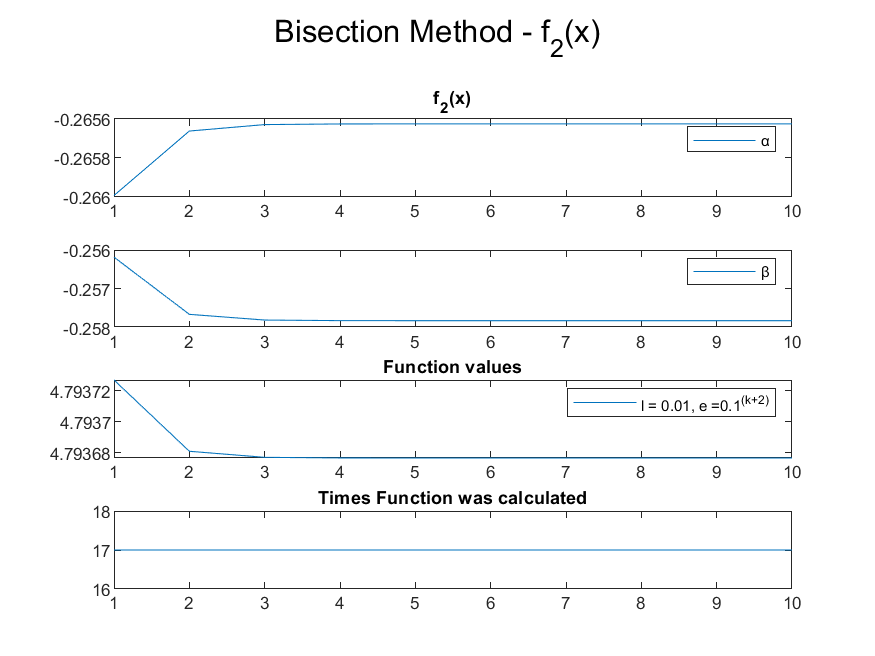 Bisection Method - f2(x)
f2(x)
-0.2656
-0.2658
-0.266
α
1 2 3 4 5 6 7 8 9 10
-0.256
-0.257
-0.258
β
1 2 3 4 5 6 7 8 9 10
Function values
4.79372
4.7937
4.79368
l = 0.01, e =0.1(k+2)
1 2 3 4 5 6 7 8 9 10
Times Function was calculated
18
17
16
1 2 3 4 5 6 7 8 9 10